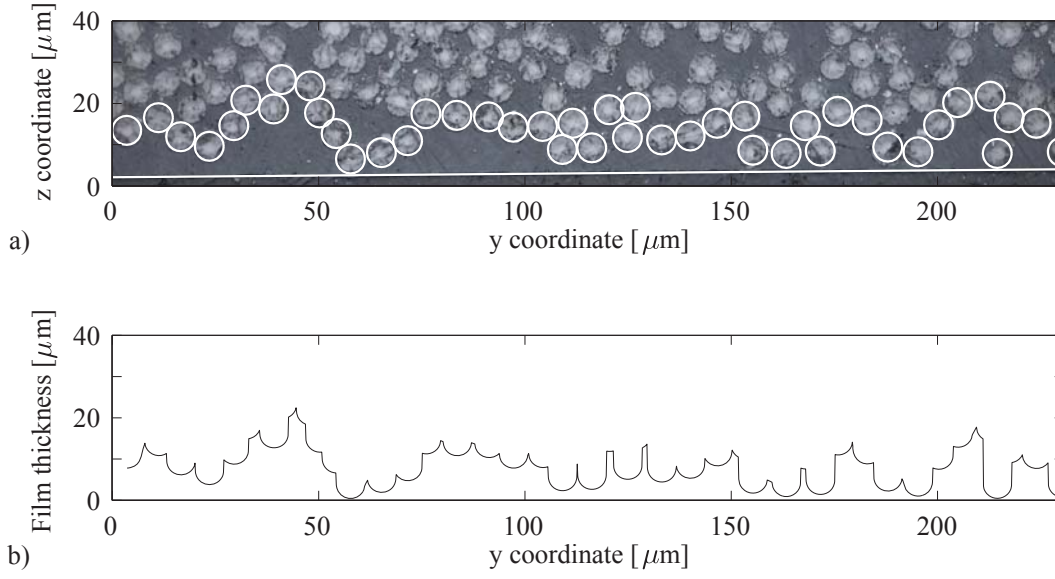 z coordinate [μm]
40
20
0
0 50 100 150 200
y coordinate [μm]
a)
Film thickness [μm]
40
20
0
0 50 100 150 200
y coordinate [μm]
b)